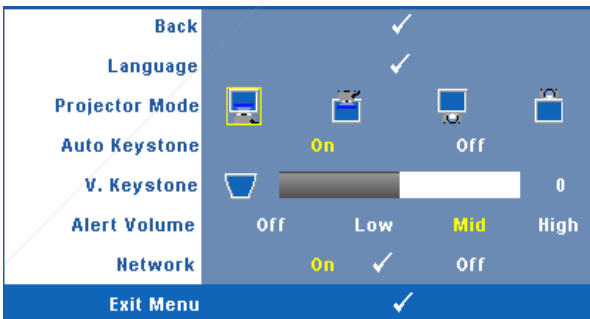 Back
Language
Projector Mode
Auto Keystone On Off
V. Keystone 0
Alert Volume Off Low Mid High
Network On Off
Exit Menu